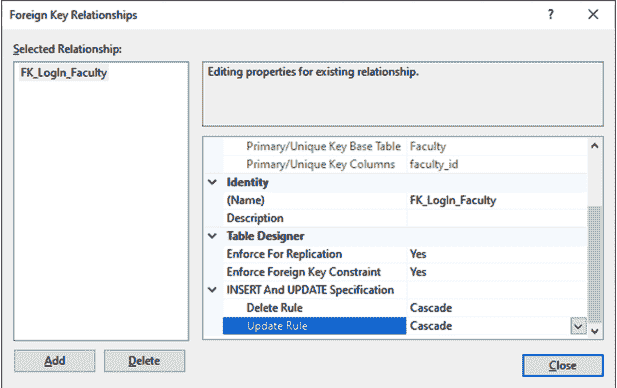 Foreign Key Relationships
?
Selected Relationship:
FK_LogIn_Faculty
Editing properties for existing relationship.
Primary/Unique Key Base Table Faculty
Primary/Unique Key Columns faculty_id
Identity
(Name) FK_LogIn_Faculty
Description
Table Designer
Enforce For Replication Yes
Enforce Foreign Key Constraint Yes
INSERT And UPDATE Specification
Delete Rule Cascade
Update Rule Cascade
Add Delete
Close